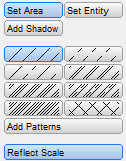 Set Area Set Entity
Add Shadow
Add Patterns
Reflect Scale